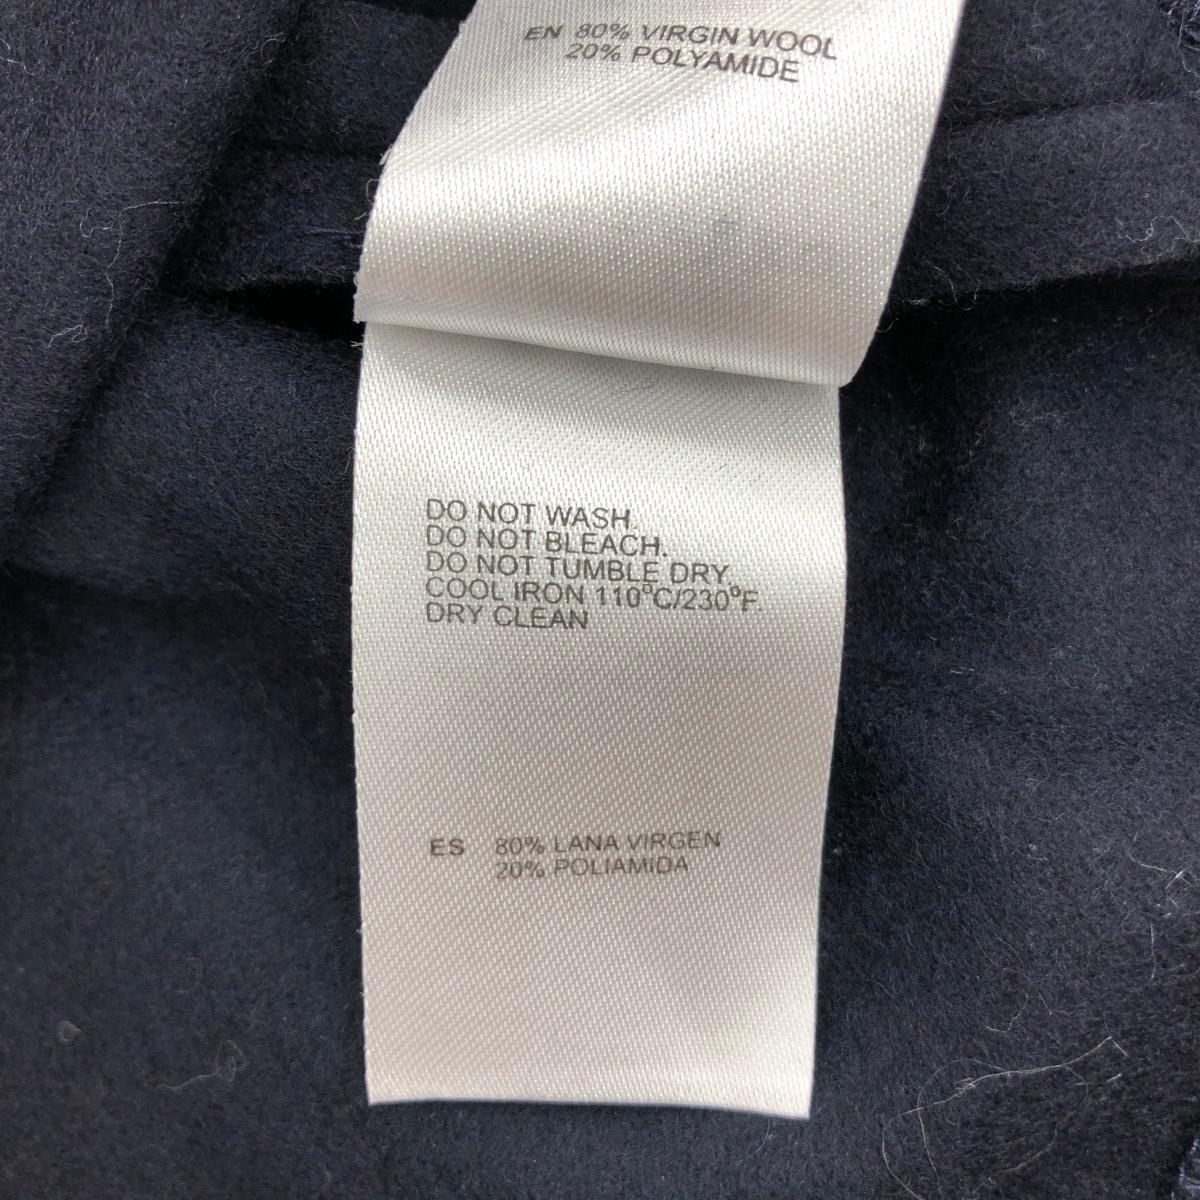 EN 80% VIRGIN WOOL
20% POLYAMIDE
DO NOT WASH.
DO NOT BLEACH.
DO NOT TUMBLE DRY.
COOL IRON 110°C/230°F.
DRY CLEAN
ES 80% LANA VIRGEN
20% POLIAMIDA